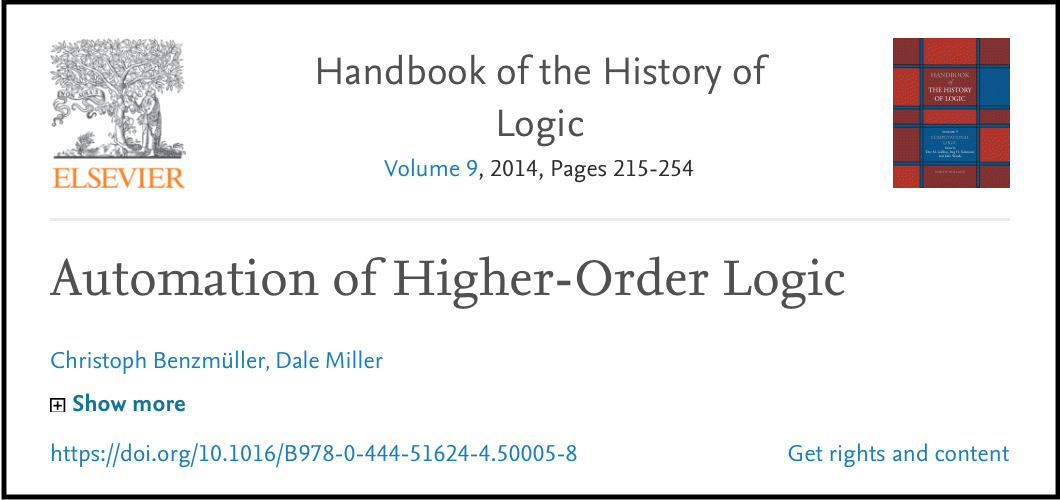 ELSEVIER
Handbook of the History of
Logic
Volume 9, 2014, Pages 215-254
HANDBOOK
of
THE HISTORY
OF LOGIC
COMPUTATIONAL
LOGIC
Automation of Higher-Order Logic
Christoph Benzmüller, Dale Miller
Show more
https://doi.org/10.1016/B978-0-444-51624-4.50005-8
Get rights and content